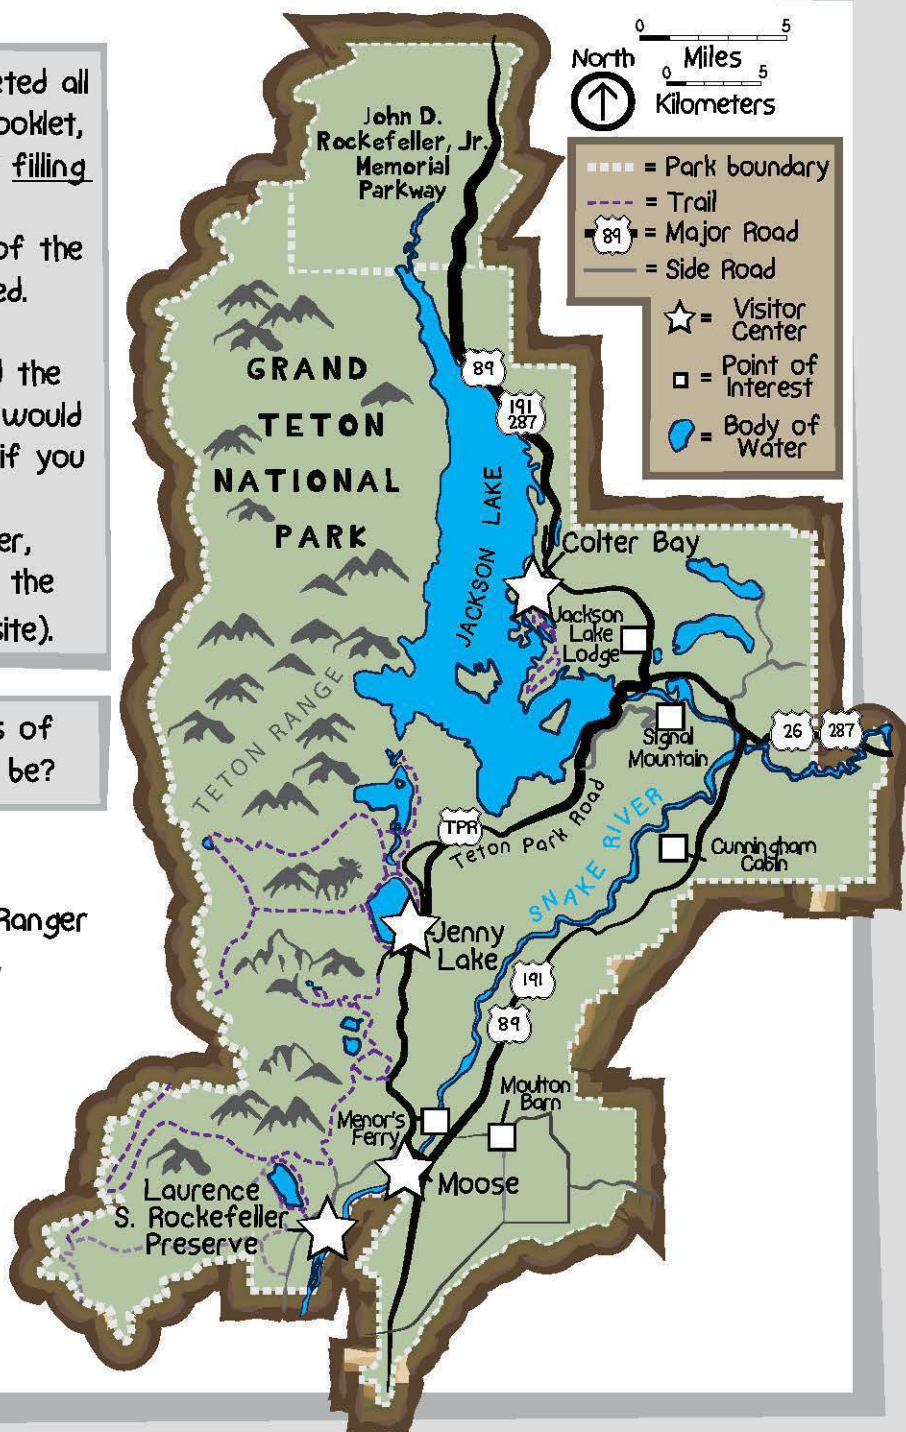 eted all
ooklet,
filling
of the
ed.
d the
would
if you
er,
the
site).
s of
be?
Ranger
0 5
Miles
0 5
Kilometers
North
= Park boundary
= Trail
89 = Major Road
= Side Road
= Visitor
Center
= Point of
Interest
= Body of
Water
John D.
Rockefeller, Jr.
Memorial
Parkway
GRAND
TETON
NATIONAL
PARK
89
191
287
JACKSON LAKE
Colter Bay
Jackson
Lake
Lodge
TETON RANGE
Signal
Mountain
26 287
TPR
Teton Park Road
SNAKE RIVER
Cunningham
Cabin
Jenny
Lake
191
89
Moulton
Barn
Menor's
Ferry
Moose
Laurence
S. Rockefeller
Preserve